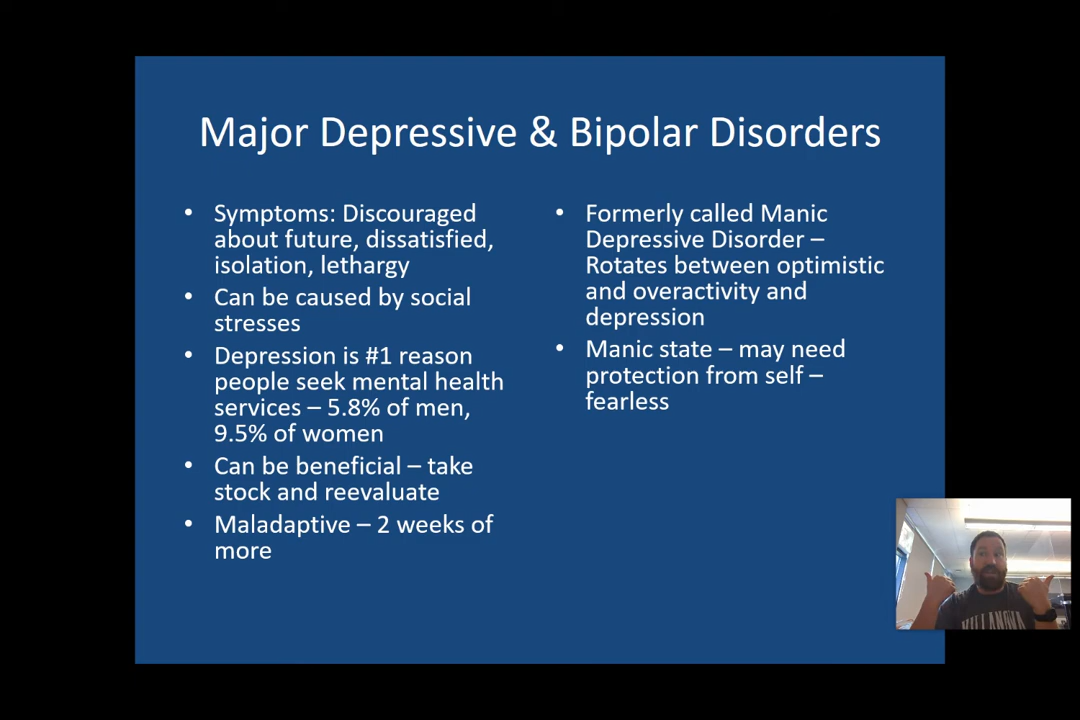 Major Depressive & Bipolar Disorders
• Symptoms: Discouraged
about future, dissatisfied,
isolation, lethargy
• Can be caused by social
stresses
• Depression is #1 reason
people seek mental health
services – 5.8% of men,
9.5% of women
• Can be beneficial – take
stock and reevaluate
• Maladaptive – 2 weeks of
more
• Formerly called Manic
Depressive Disorder –
Rotates between optimistic
and overactivity and
depression
• Manic state – may need
protection from self –
fearless
VILLANOVA